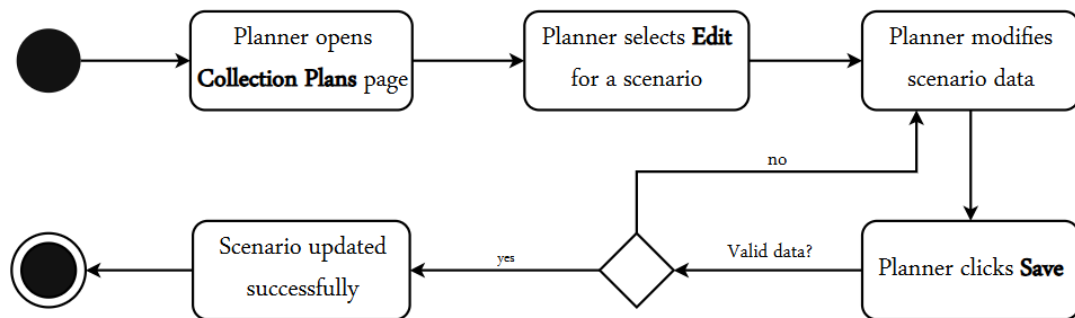 Planner opens
Collection Plans page
Planner selects Edit
for a scenario
Planner modifies
scenario data
no
Planner clicks Save
Valid data?
yes
Scenario updated
successfully